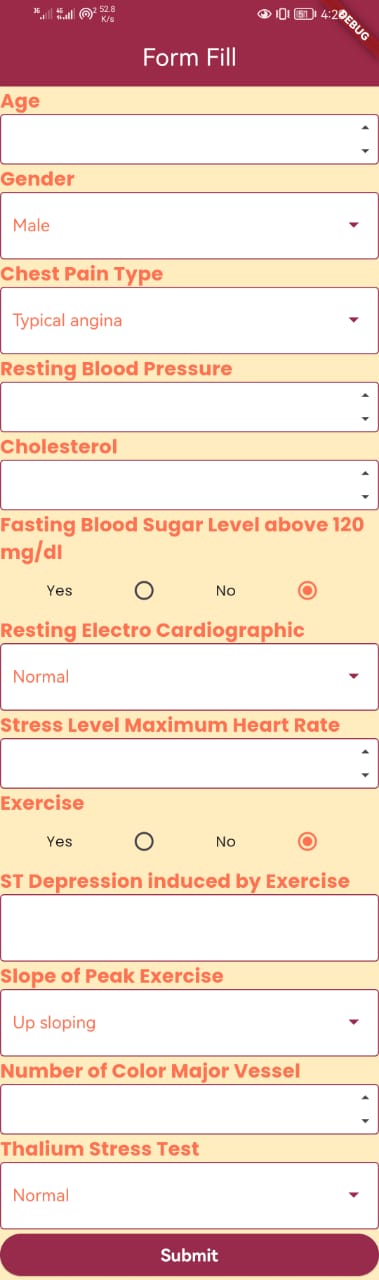 3G 4G 2 52.8 K/s 51 4:2
DEBUG
Form Fill
Age
Gender
Male
Chest Pain Type
Typical angina
Resting Blood Pressure
Cholesterol
Fasting Blood Sugar Level above 120
mg/dl
Yes No
Resting Electro Cardiographic
Normal
Stress Level Maximum Heart Rate
Exercise
Yes No
ST Depression induced by Exercise
Slope of Peak Exercise
Up sloping
Number of Color Major Vessel
Thalium Stress Test
Normal
Submit